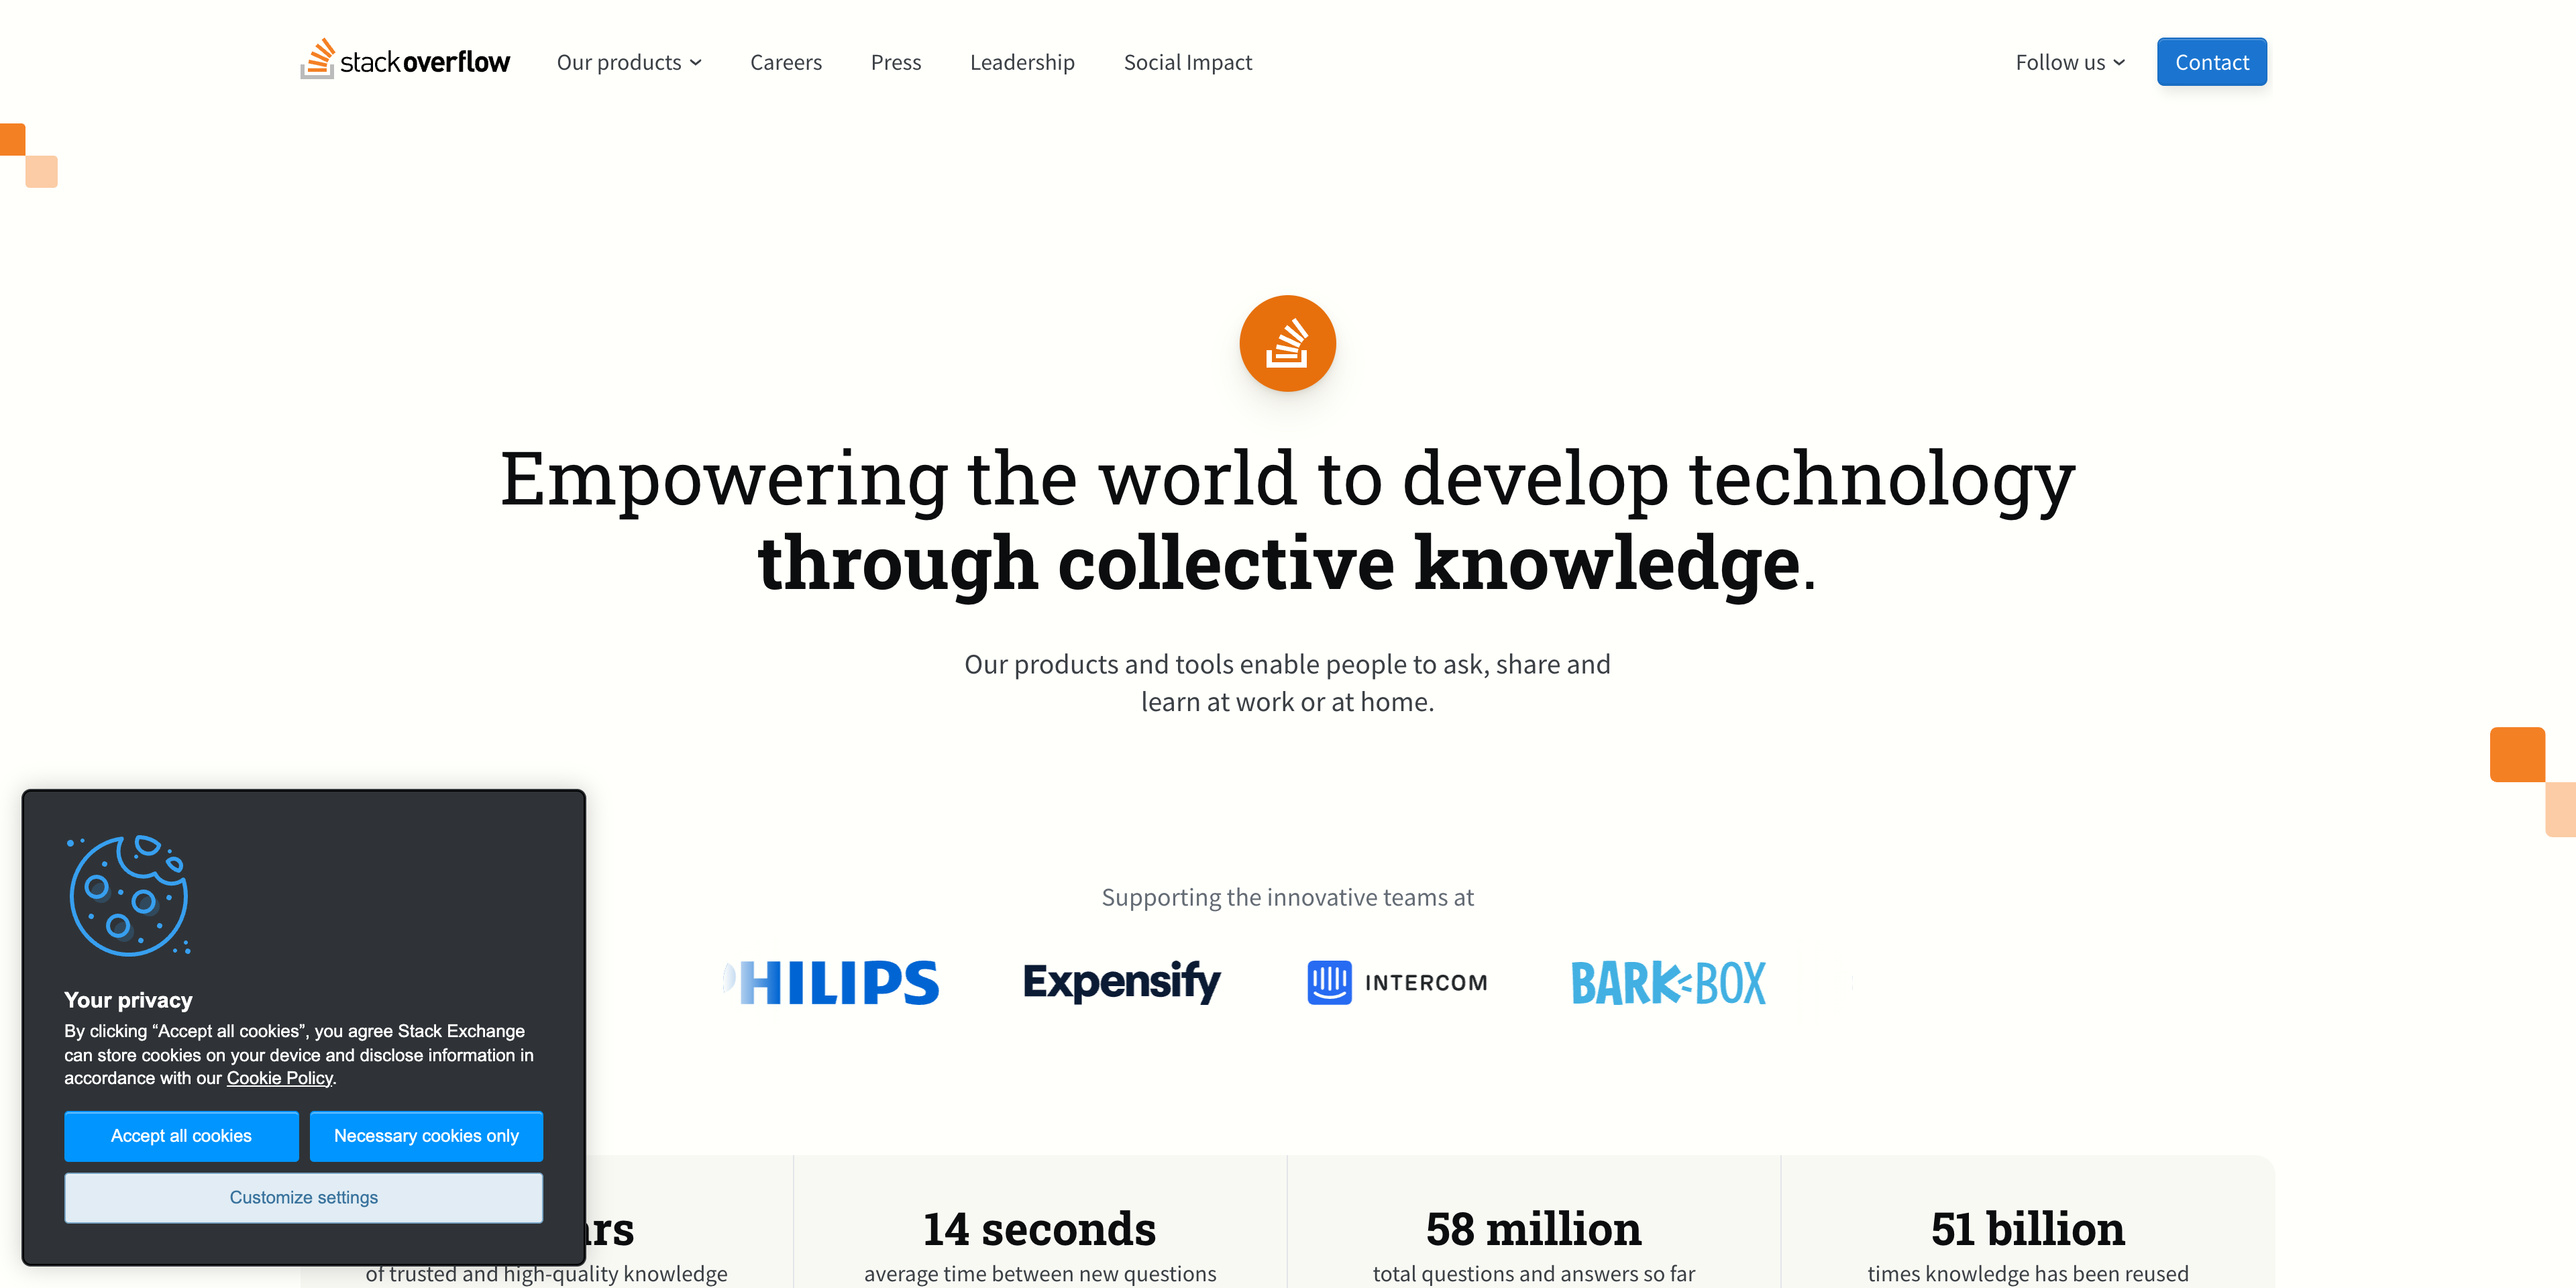 stackoverflow
Our products
Careers
Press
Leadership
Social Impact
Follow us
Contact
Empowering the world to develop technology
through collective knowledge.
Our products and tools enable people to ask, share and
learn at work or at home.
Supporting the innovative teams at
PHILIPS
Expensify
INTERCOM
BARK BOX
Your privacy
By clicking “Accept all cookies”, you agree Stack Exchange
can store cookies on your device and disclose information in
accordance with our Cookie Policy.
Accept all cookies
Necessary cookies only
Customize settings
of trusted and high-quality knowledge
14 seconds
average time between new questions
58 million
total questions and answers so far
51 billion
times knowledge has been reused